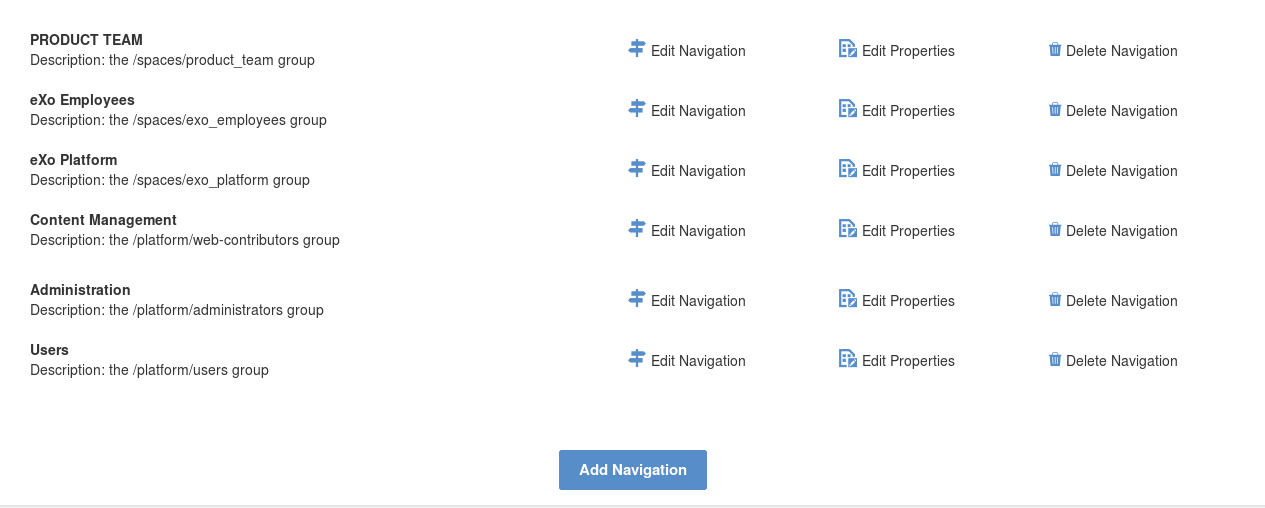 PRODUCT TEAM
Description: the /spaces/product_team group
Edit Navigation
Edit Properties
Delete Navigation
eXo Employees
Description: the /spaces/exo_employees group
Edit Navigation
Edit Properties
Delete Navigation
eXo Platform
Description: the /spaces/exo_platform group
Edit Navigation
Edit Properties
Delete Navigation
Content Management
Description: the /platform/web-contributors group
Edit Navigation
Edit Properties
Delete Navigation
Administration
Description: the /platform/administrators group
Edit Navigation
Edit Properties
Delete Navigation
Users
Description: the /platform/users group
Edit Navigation
Edit Properties
Delete Navigation
Add Navigation